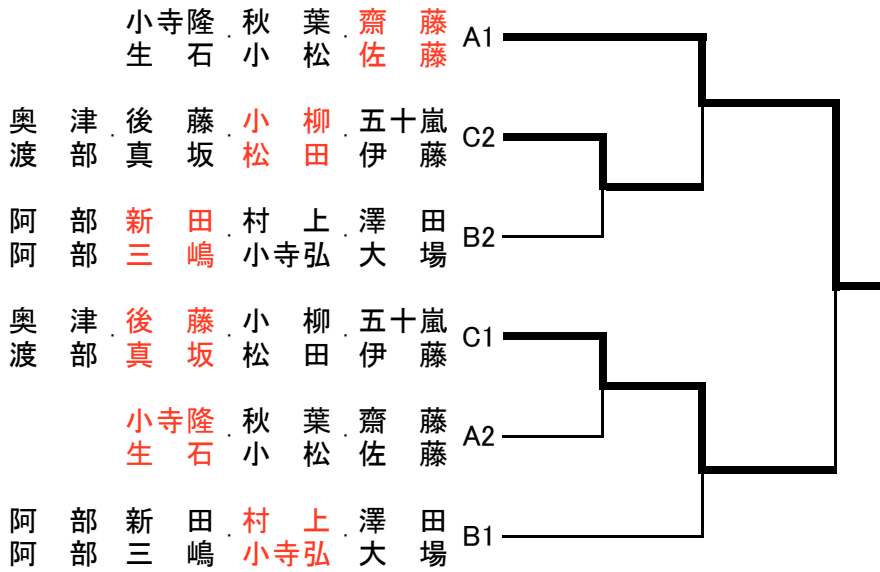 小寺隆.秋 葉.齋 藤 A1
生 石 小 松 佐 藤
奥 津.後 藤.小 柳.五十嵐 C2
渡 部 真 坂 松 田 伊 藤
阿 部 新 田.村 上.澤 田 B2
阿 部 三 嶋 小寺弘 大 場
奥 津.後 藤.小 柳.五十嵐 C1
渡 部 真 坂 松 田 伊 藤
小寺隆.秋 葉.齋 藤 A2
生 石 小 松 佐 藤
阿 部 新 田.村 上.澤 田 B1
阿 部 三 嶋 小寺弘 大 場